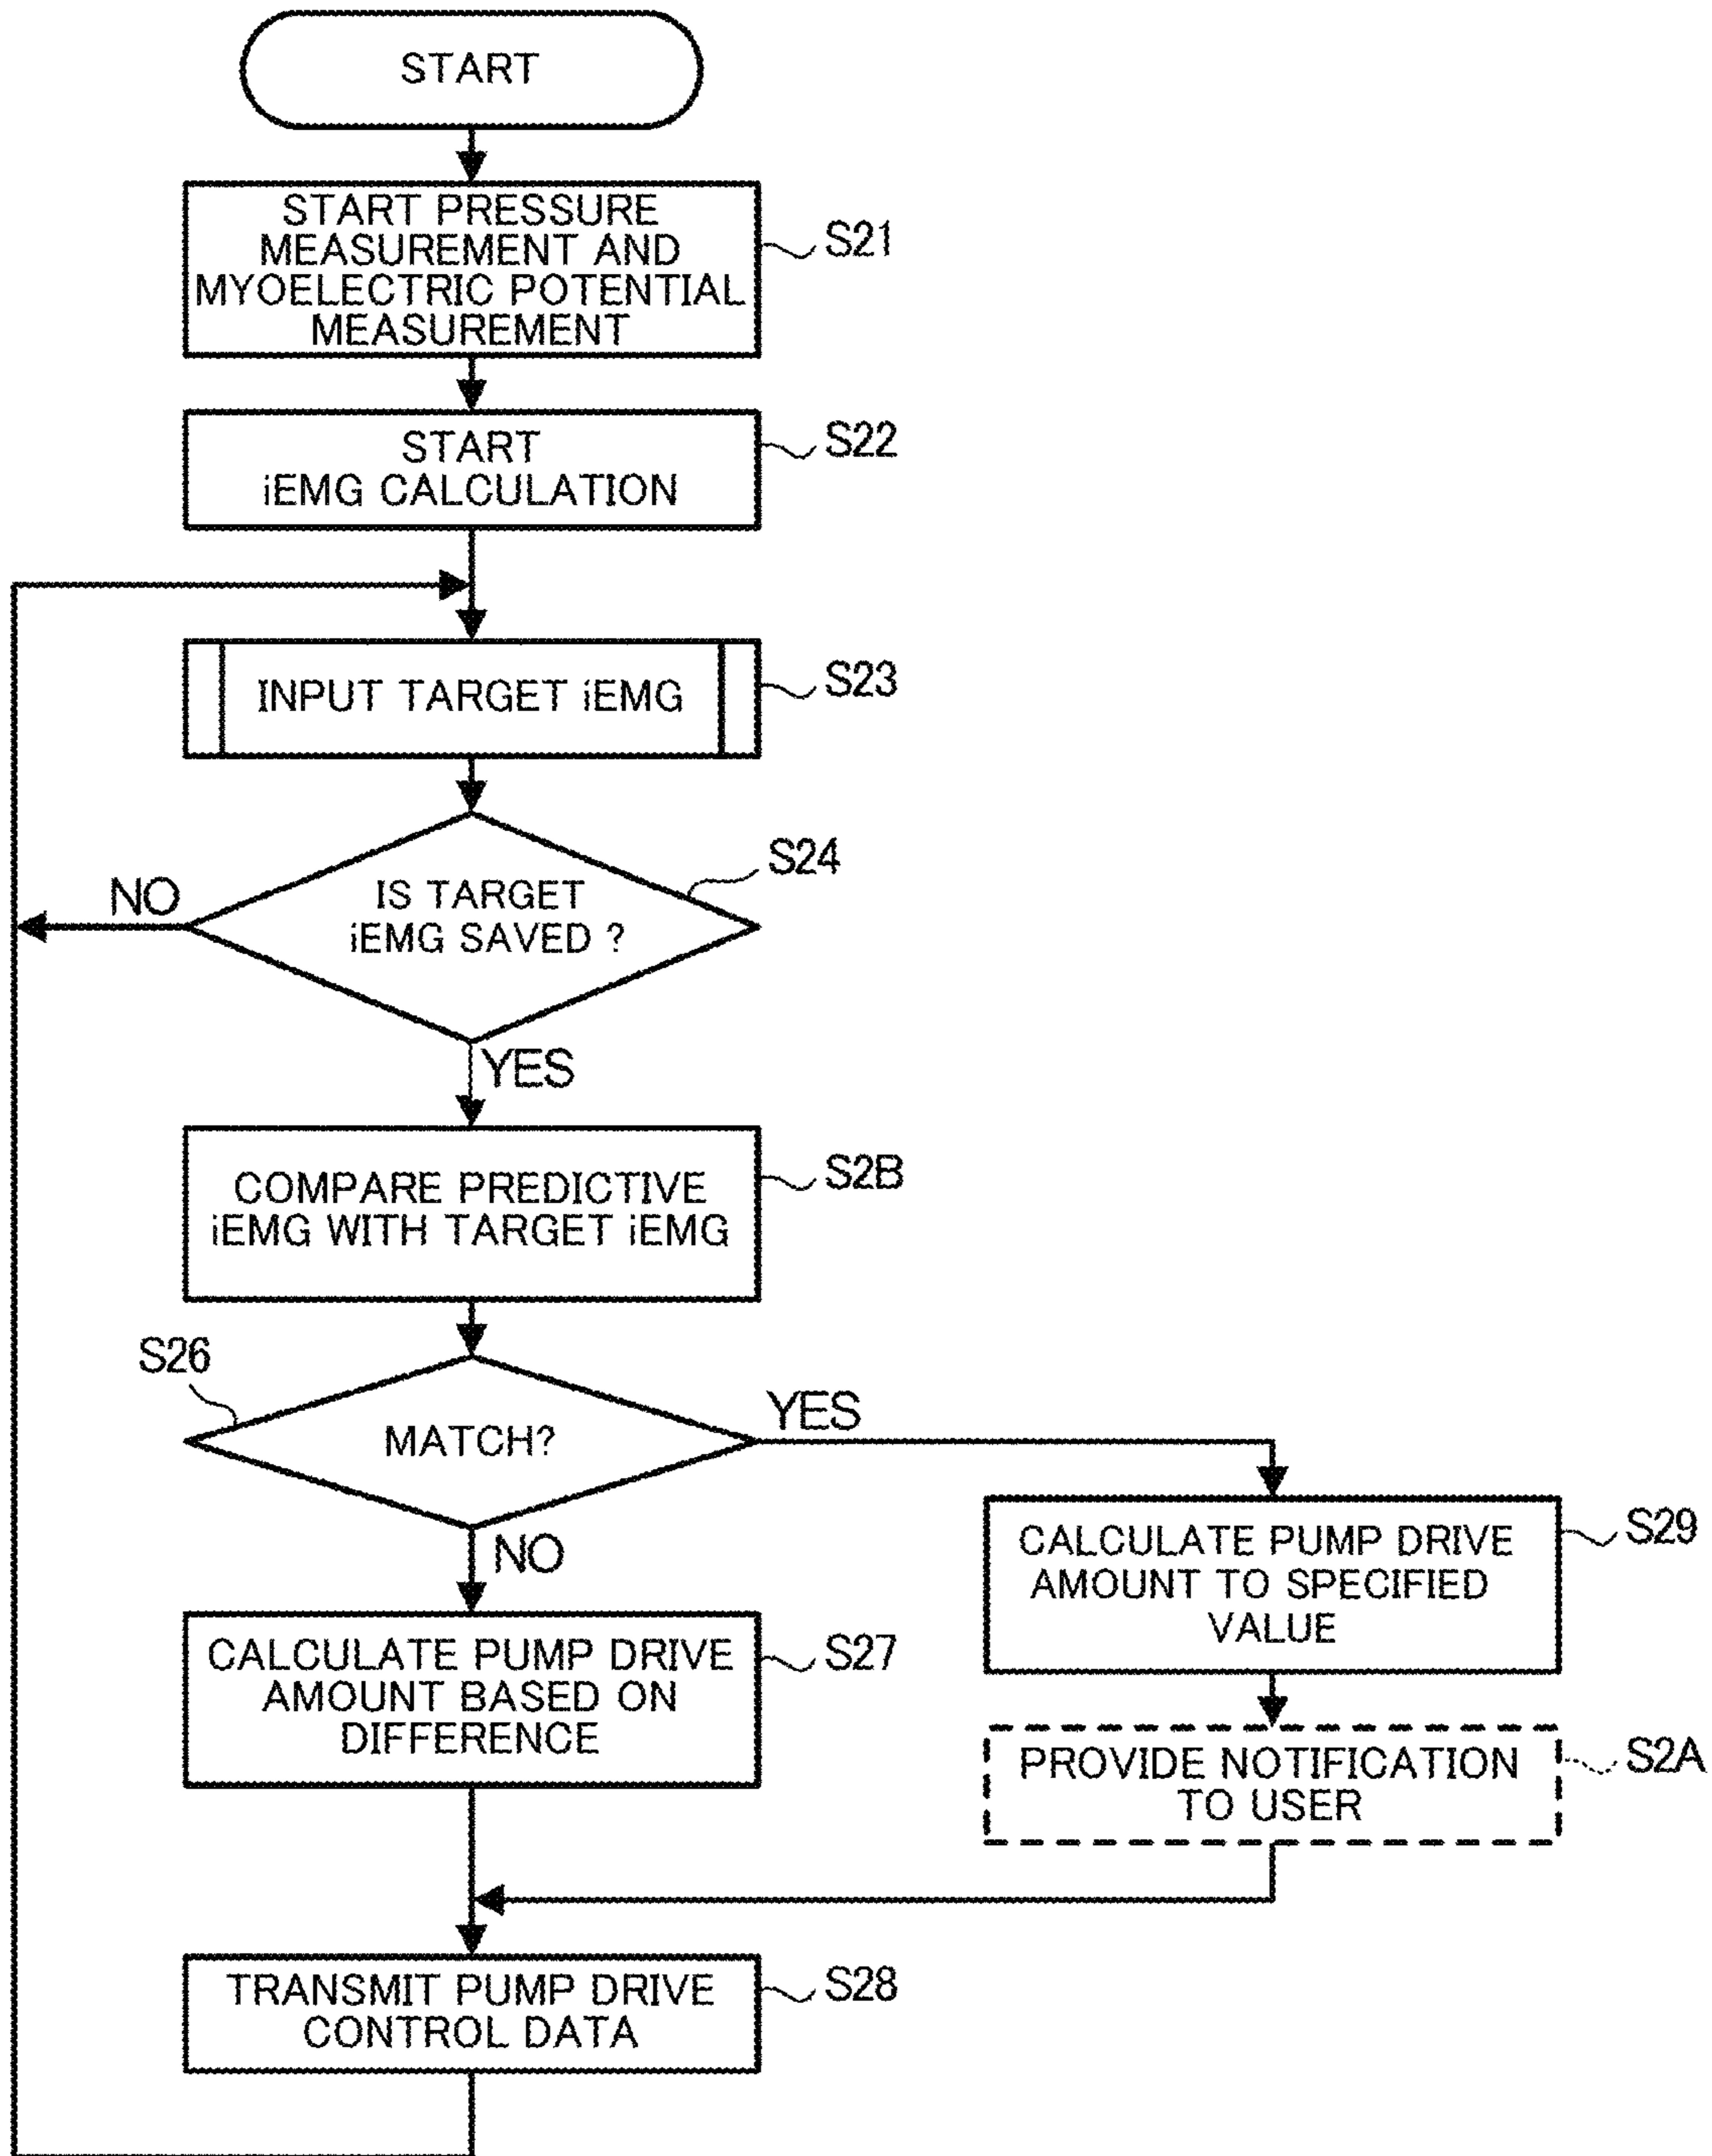 START
START PRESSURE
MEASUREMENT AND
MYOELECTRIC POTENTIAL
MEASUREMENT
S21
START
iEMG CALCULATION
S22
INPUT TARGET iEMG
S23
IS TARGET
iEMG SAVED ?
S24
NO
YES
COMPARE PREDICTIVE
iEMG WITH TARGET iEMG
S2B
S26
MATCH?
YES
NO
CALCULATE PUMP DRIVE
AMOUNT TO SPECIFIED
VALUE
S29
CALCULATE PUMP DRIVE
AMOUNT BASED ON
DIFFERENCE
S27
PROVIDE NOTIFICATION
TO USER
S2A
TRANSMIT PUMP DRIVE
CONTROL DATA
S28